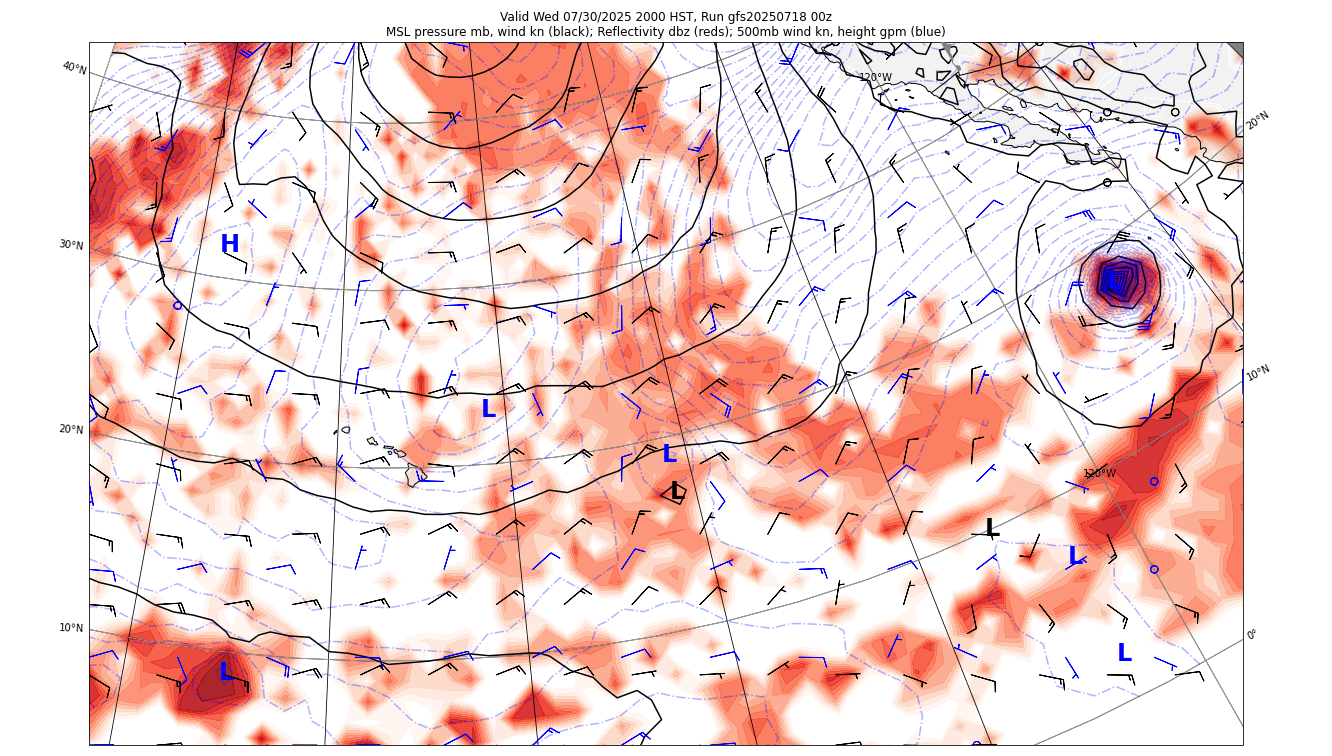 Valid Wed 07/30/2025 2000 HST, Run gfs20250718 00z
MSL pressure mb, wind kn (black); Reflectivity dbz (reds); 500mb wind kn, height gpm (blue)
40°N
120°W
20°N
H
30°N
10°N
L
20°N
L
120°W
L
L
L
10°N
0°
L
L